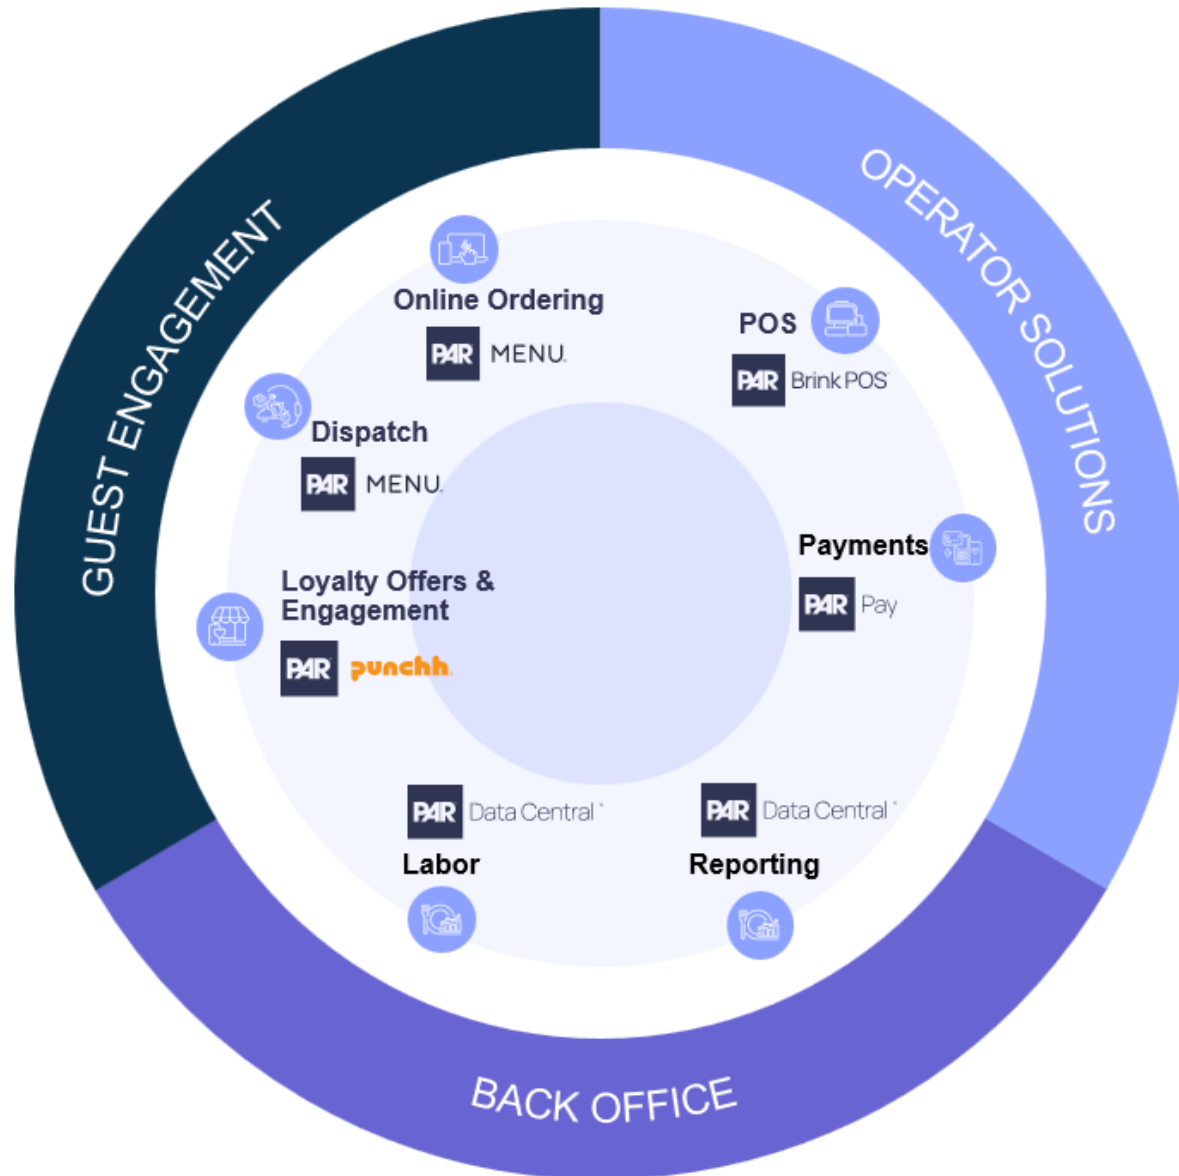 GUEST ENGAGEMENT
OPERATOR SOLUTIONS
Online Ordering
PAR MENU.
POS
PAR Brink POS
Dispatch
PAR MENU.
Payments
PAR Pay
Loyalty Offers &
Engagement
PAR punchh.
PAR Data Central
Labor
PAR Data Central
Reporting
BACK OFFICE